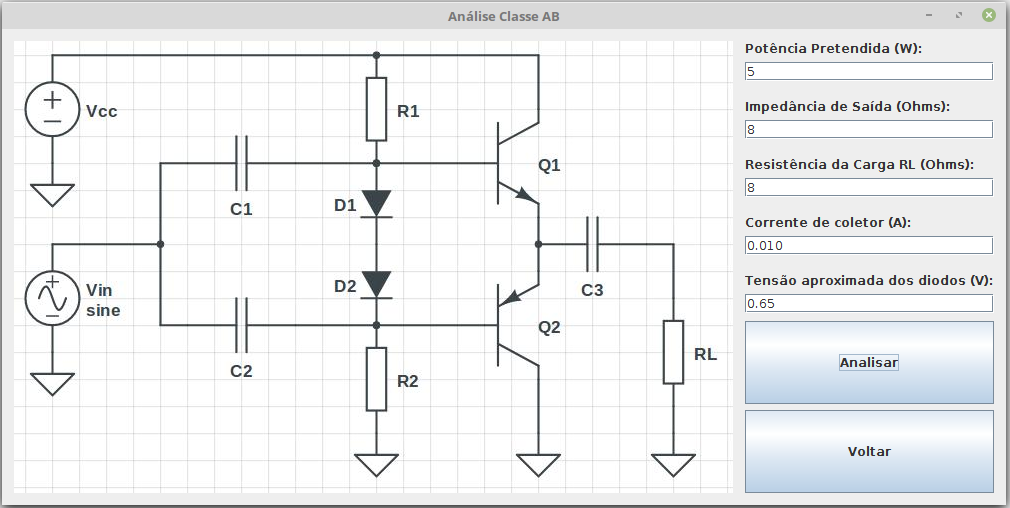 Análise Classe AB
Vcc
R1
C1
D1
Q1
Vin
sine
D2
C3
C2
Q2
R2
RL
Potência Pretendida (W):
5
Impedância de Saída (Ohms):
8
Resistência da Carga RL (Ohms):
8
Corrente de coletor (A):
0.010
Tensão aproximada dos diodos (V):
0.65
Analisar
Voltar